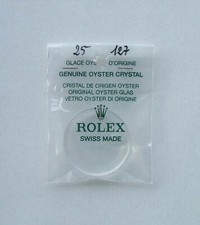 25 127
GLACE OYS D'ORIGINE
GENUINE OYSTER CRYSTAL
CRISTAL DE ORIGEN OYSTER
ORIGINAL OYSTER GLAS
VETRO OYSTER DI ORIGINE
ROLEX
SWISS MADE